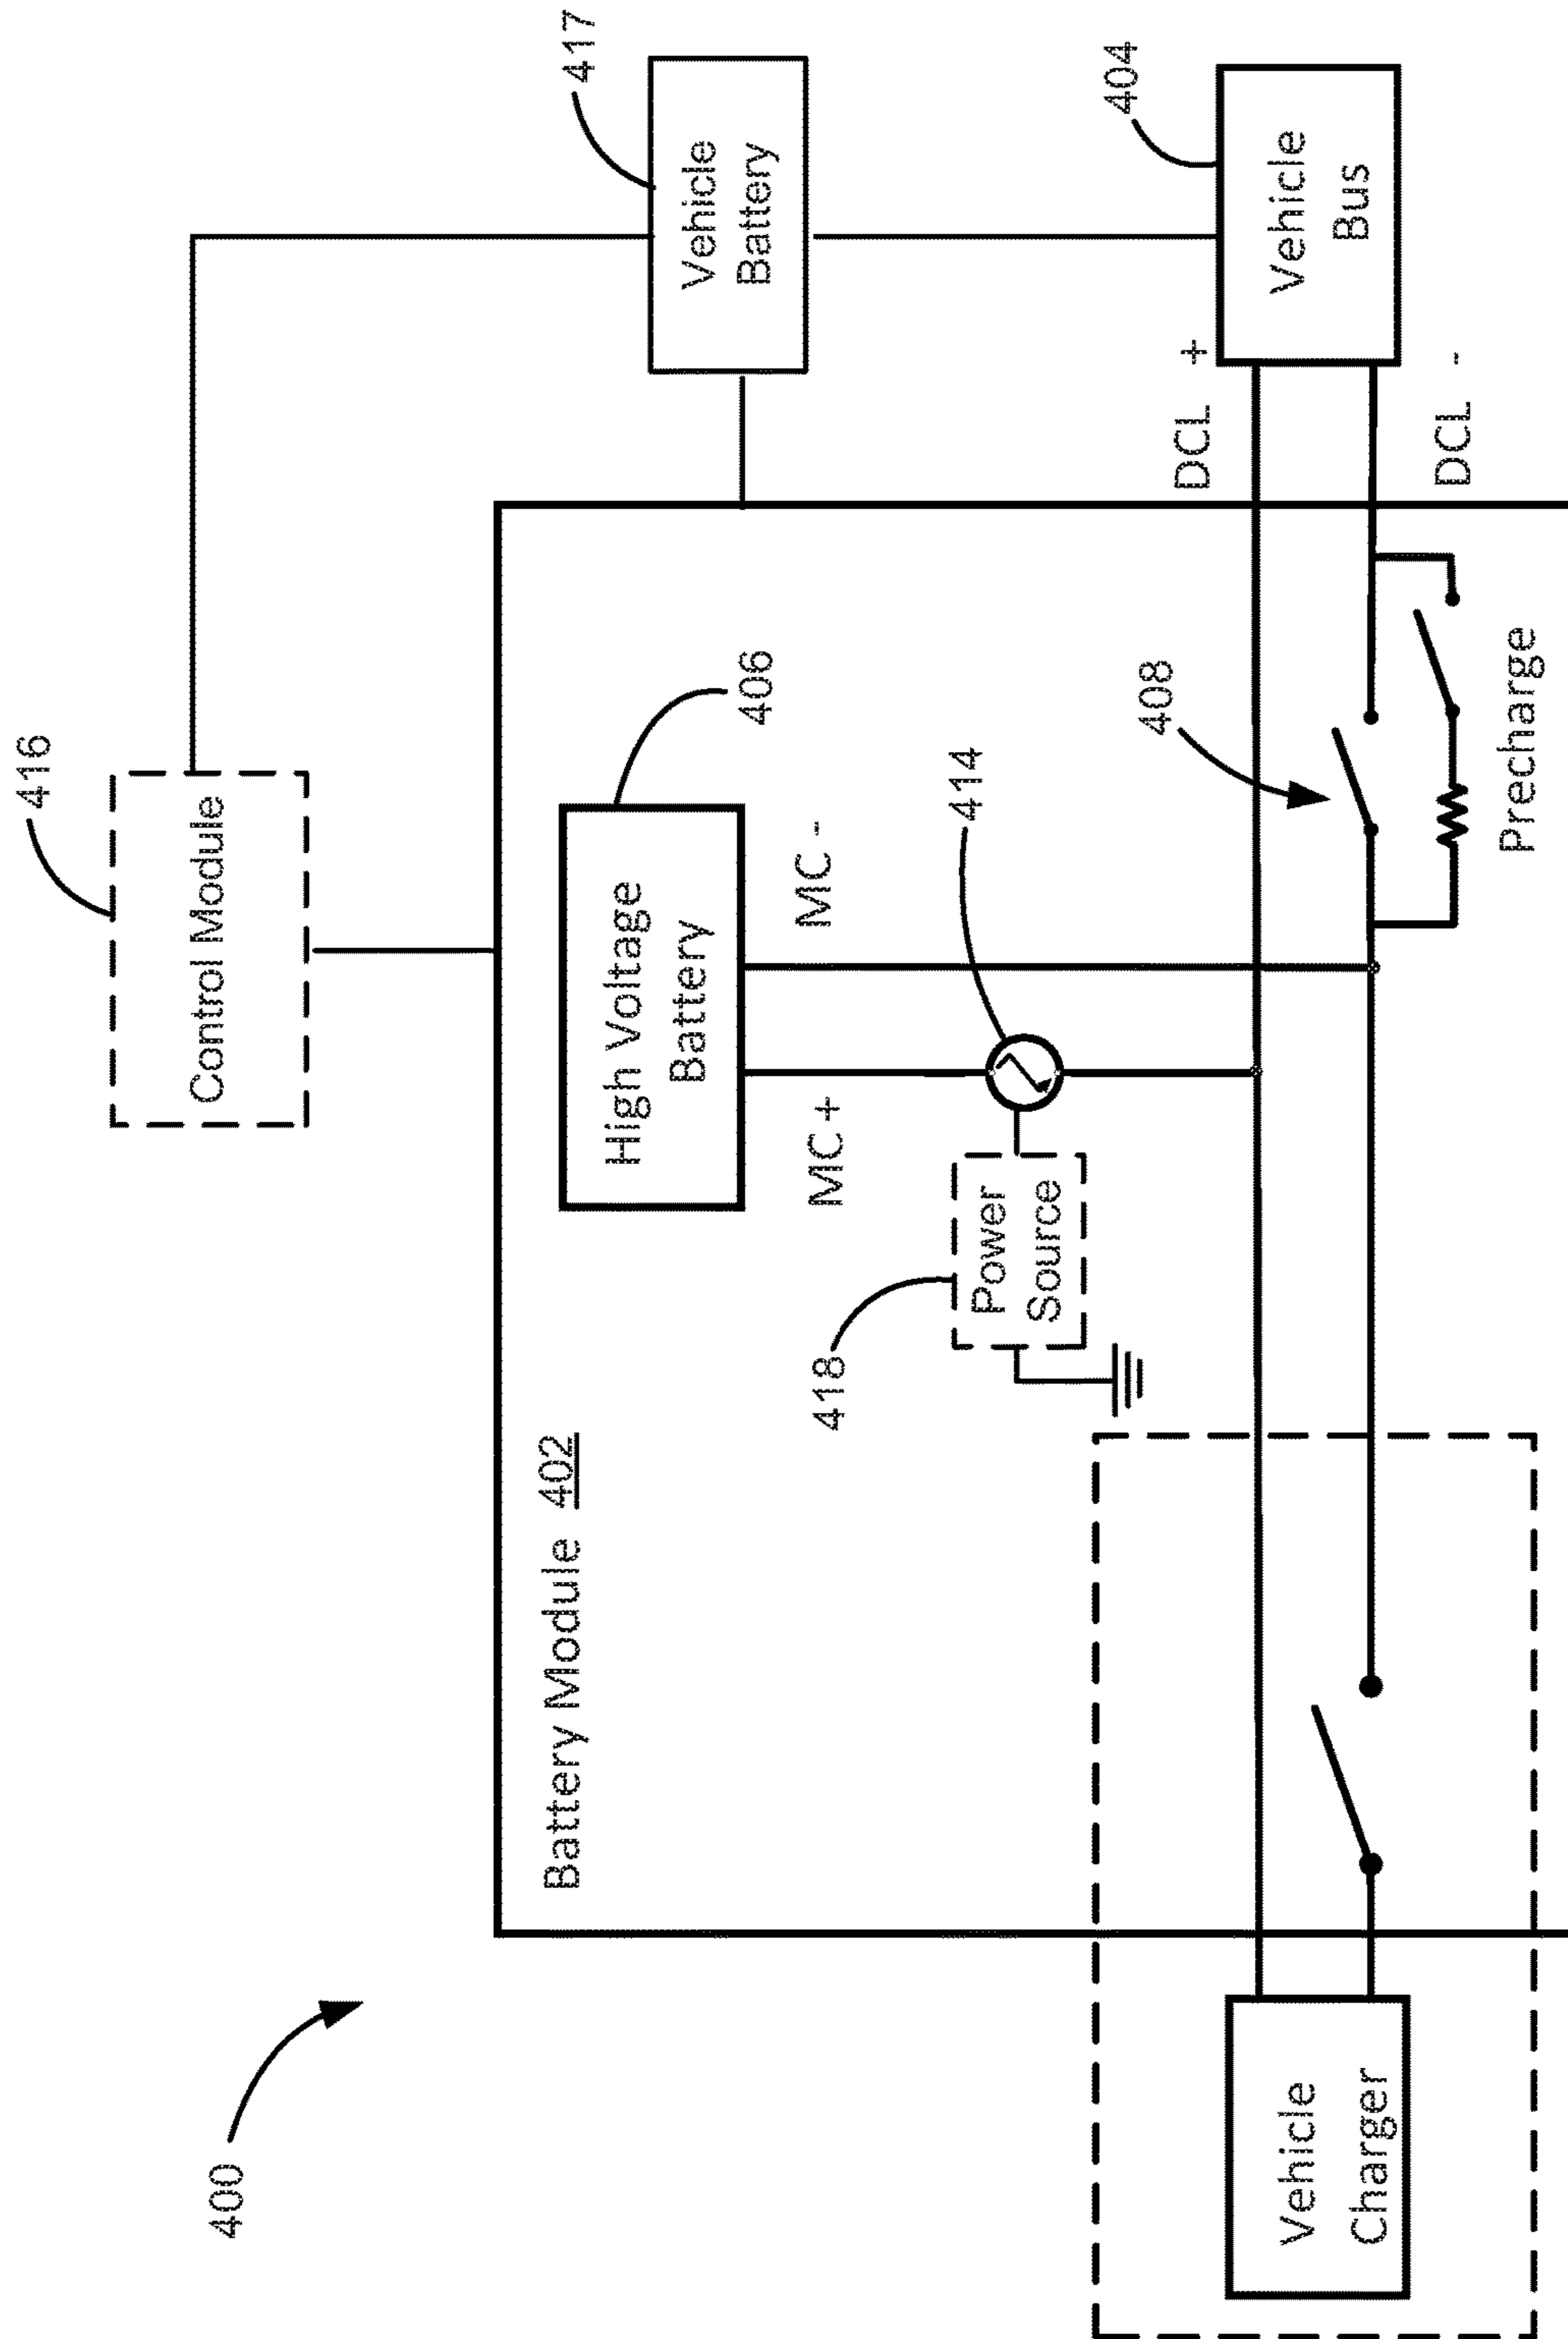 400
416
Control Module
417
Vehicle
Battery
Battery Module 402
High Voltage
Battery
406
MC +
MC -
414
418
Power
Source
408
DCL +
404
Vehicle
Bus
DCL -
Precharge
Vehicle
Charger